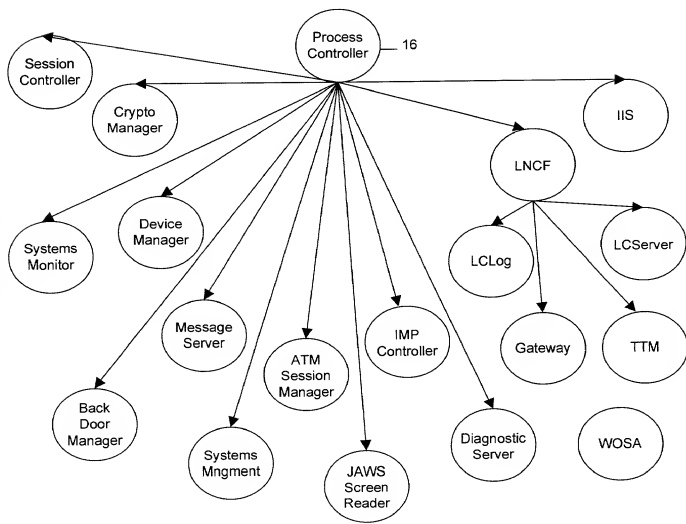 Process
Controller
16
Session
Controller
Crypto
Manager
IIS
LNCF
Systems
Monitor
Device
Manager
LCLog
LCServer
Message
Server
IMP
Controller
Gateway
TTM
ATM
Session
Manager
Back
Door
Manager
Systems
Mngment
JAWS
Screen
Reader
Diagnostic
Server
WOSA